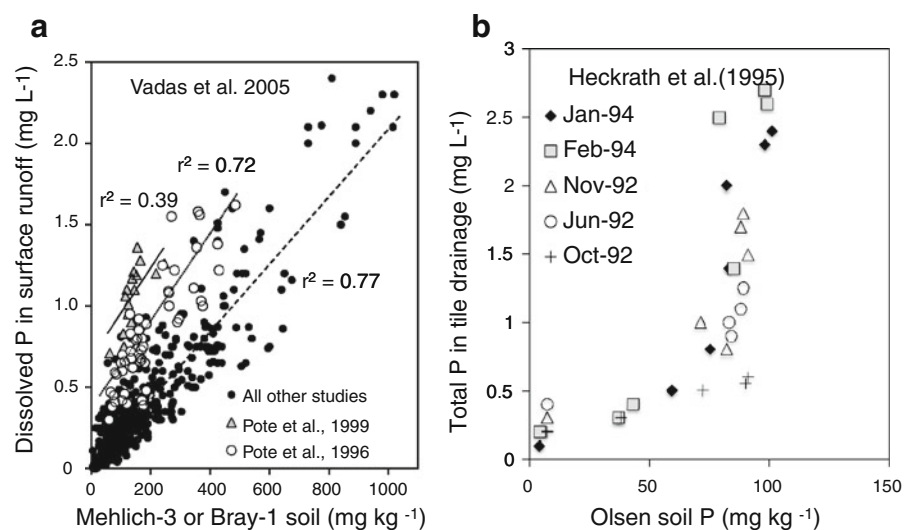 a
Vadas et al. 2005
r² = 0.72
r² = 0.39
r² = 0.77
All other studies
Pote et al., 1999
Pote et al., 1996
Dissolved P in surface runoff (mg L-1)
2.5
2.0
1.5
1.0
0.5
0
0 200 400 600 800 1000
Mehlich-3 or Bray-1 soil (mg kg -1)
b
Heckrath et al.(1995)
Jan-94
Feb-94
Nov-92
Jun-92
Oct-92
Total P in tile drainage (mg L-1)
3
2.5
2
1.5
1
0.5
0
0 50 100 150
Olsen soil P (mg kg -1)